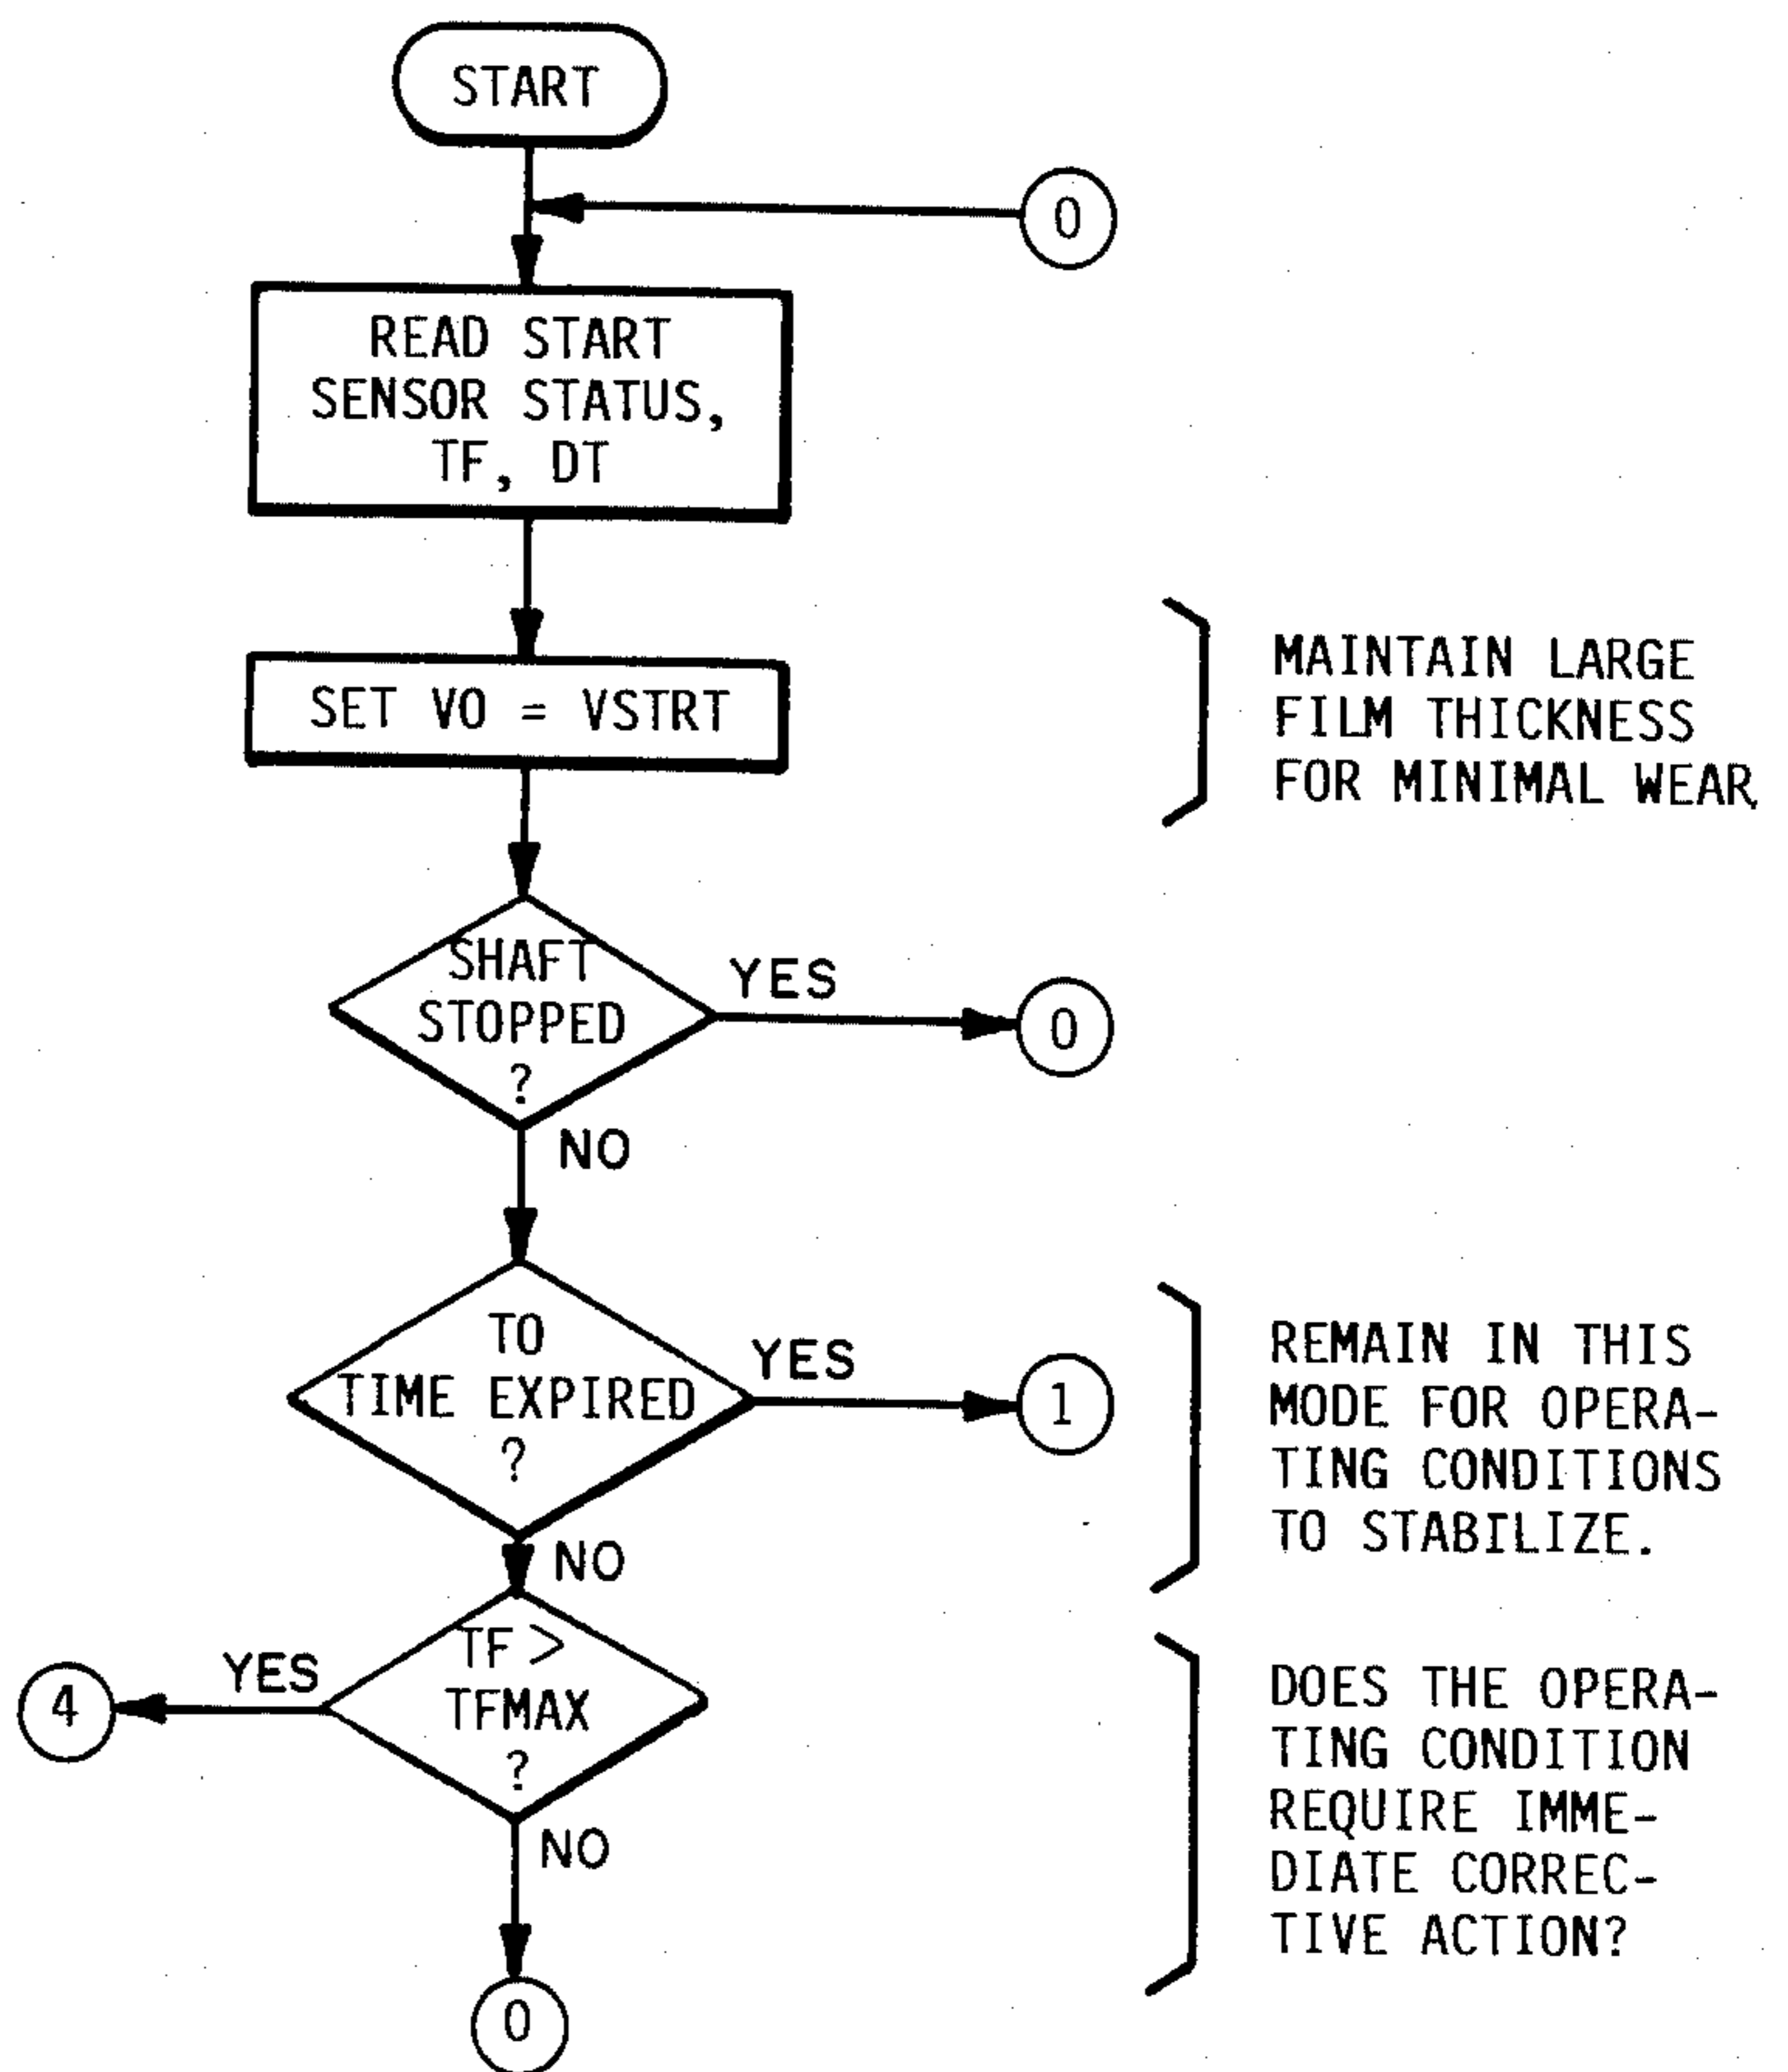 START
0
READ START
SENSOR STATUS,
TF, DT
SET VO = VSTRT
MAINTAIN LARGE
FILM THICKNESS
FOR MINIMAL WEAR
SHAFT
STOPPED
?
YES
0
NO
TO
TIME EXPIRED
?
YES
1
NO
REMAIN IN THIS
MODE FOR OPERA-
TING CONDITIONS
TO STABILIZE.
TF >
TFMAX
?
YES
4
NO
0
DOES THE OPERA-
TING CONDITION
REQUIRE IMME-
DIATE CORREC-
TIVE ACTION?